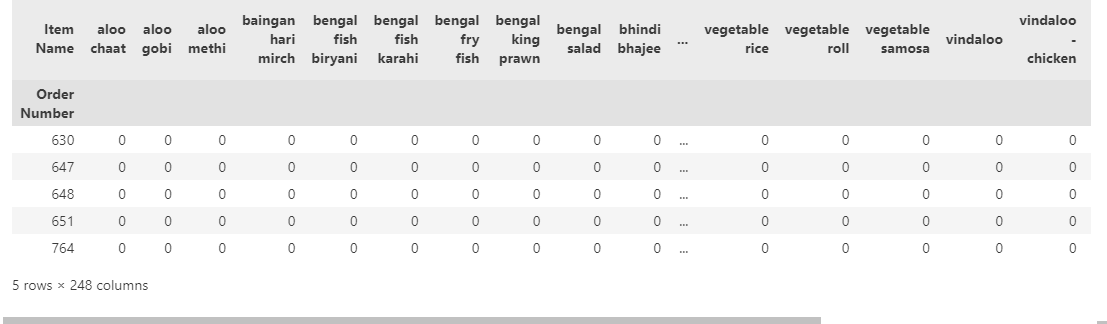 Item Name aloo chaat aloo gobi aloo methi baingan hari mirch bengal fish biryani bengal fish karahi bengal fry fish bengal king prawn bengal salad bhindi bhajee ... vegetable rice vegetable roll vegetable samosa vindaloo vindaloo - chicken
Order Number
630 0 0 0 0 0 0 0 0 0 0 ... 0 0 0 0 0
647 0 0 0 0 0 0 0 0 0 0 ... 0 0 0 0 0
648 0 0 0 0 0 0 0 0 0 0 ... 0 0 0 0 0
651 0 0 0 0 0 0 0 0 0 0 ... 0 0 0 0 0
764 0 0 0 0 0 0 0 0 0 0 ... 0 0 0 0 0
5 rows × 248 columns